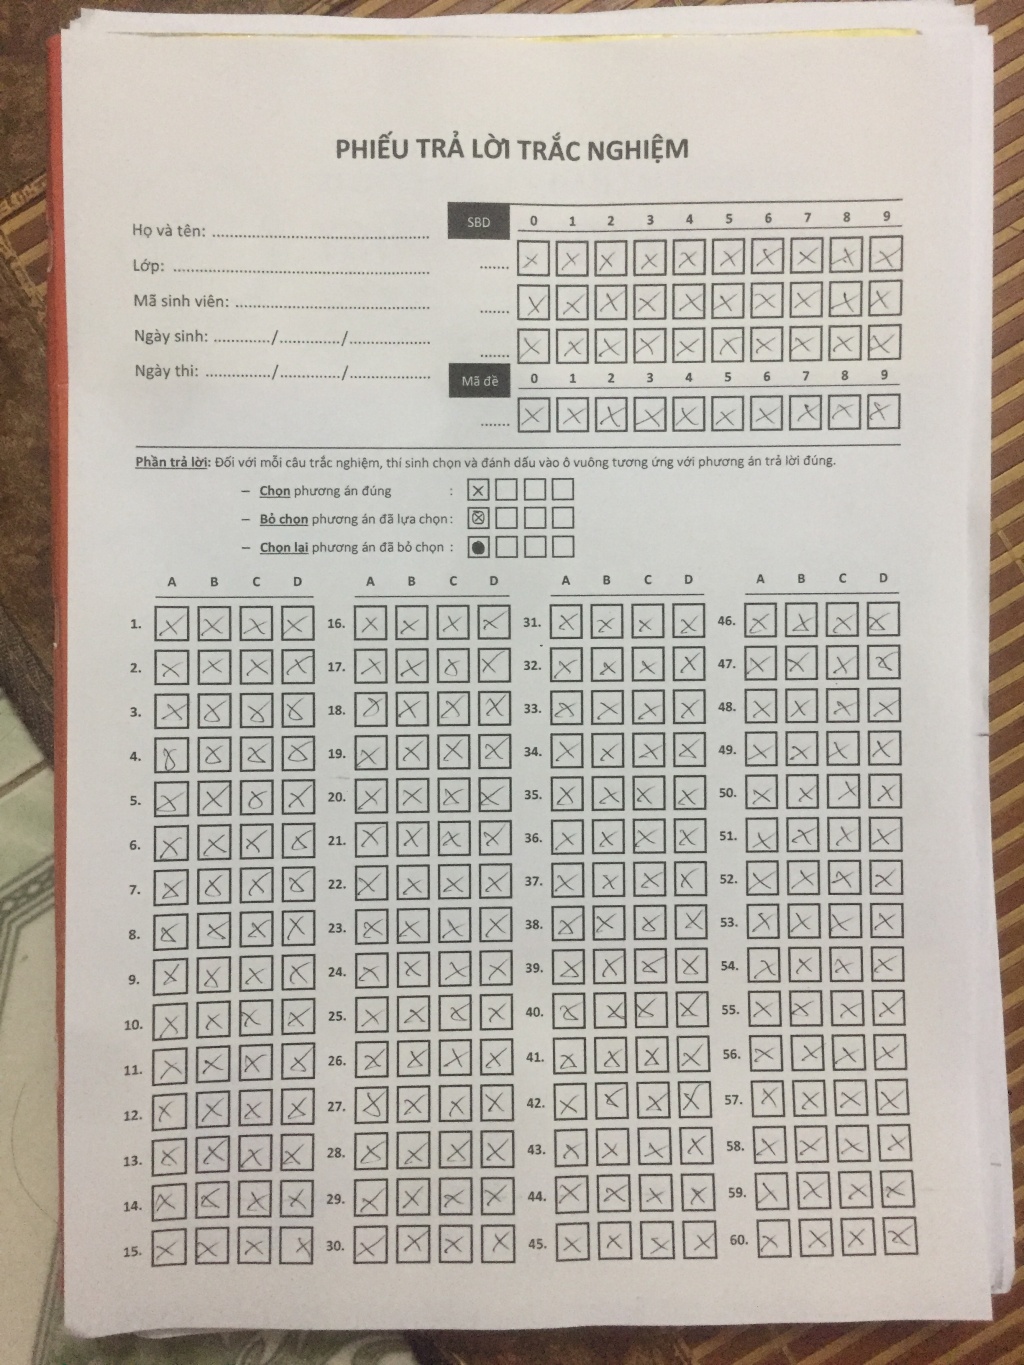 PHIẾU TRẢ LỜI TRẮC NGHIỆM
Họ và tên: ..........................................
SBD 0 1 2 3 4 5 6 7 8 9
Lớp: ..................................................
....... × × × × × × × × × ×
Mã sinh viên: ......................................
....... × × × × × × × × × ×
Ngày sinh: ............./............../...................
....... × × × × × × × × × ×
Ngày thi: ............./............../...................
Mã đề 0 1 2 3 4 5 6 7 8 9
....... × × × × × × × × × ×
Phần trả lời: Đối với mỗi câu trắc nghiệm, thí sinh chọn và đánh dấu vào ô vuông tương ứng với phương án trả lời đúng.
– Chọn phương án đúng : ×
– Bỏ chọn phương án đã lựa chọn : ⊗
– Chọn lại phương án đã bỏ chọn : ●
A B C D A B C D A B C D A B C D
1. × × × × 16. × × × × 31. × × × × 46. × × × ×
2. × × × × 17. × × × × 32. × × × × 47. × × × ×
3. × × × × 18. × × × × 33. × × × × 48. × × × ×
4. × × × × 19. × × × × 34. × × × × 49. × × × ×
5. × × × × 20. × × × × 35. × × × × 50. × × × ×
6. × × × × 21. × × × × 36. × × × × 51. × × × ×
7. × × × × 22. × × × × 37. × × × × 52. × × × ×
8. × × × × 23. × × × × 38. × × × × 53. × × × ×
9. × × × × 24. × × × × 39. × × × × 54. × × × ×
10. × × × × 25. × × × × 40. × × × × 55. × × × ×
11. × × × × 26. × × × × 41. × × × × 56. × × × ×
12. × × × × 27. × × × × 42. × × × × 57. × × × ×
13. × × × × 28. × × × × 43. × × × × 58. × × × ×
14. × × × × 29. × × × × 44. × × × × 59. × × × ×
15. × × × × 30. × × × × 45. × × × × 60. × × × ×